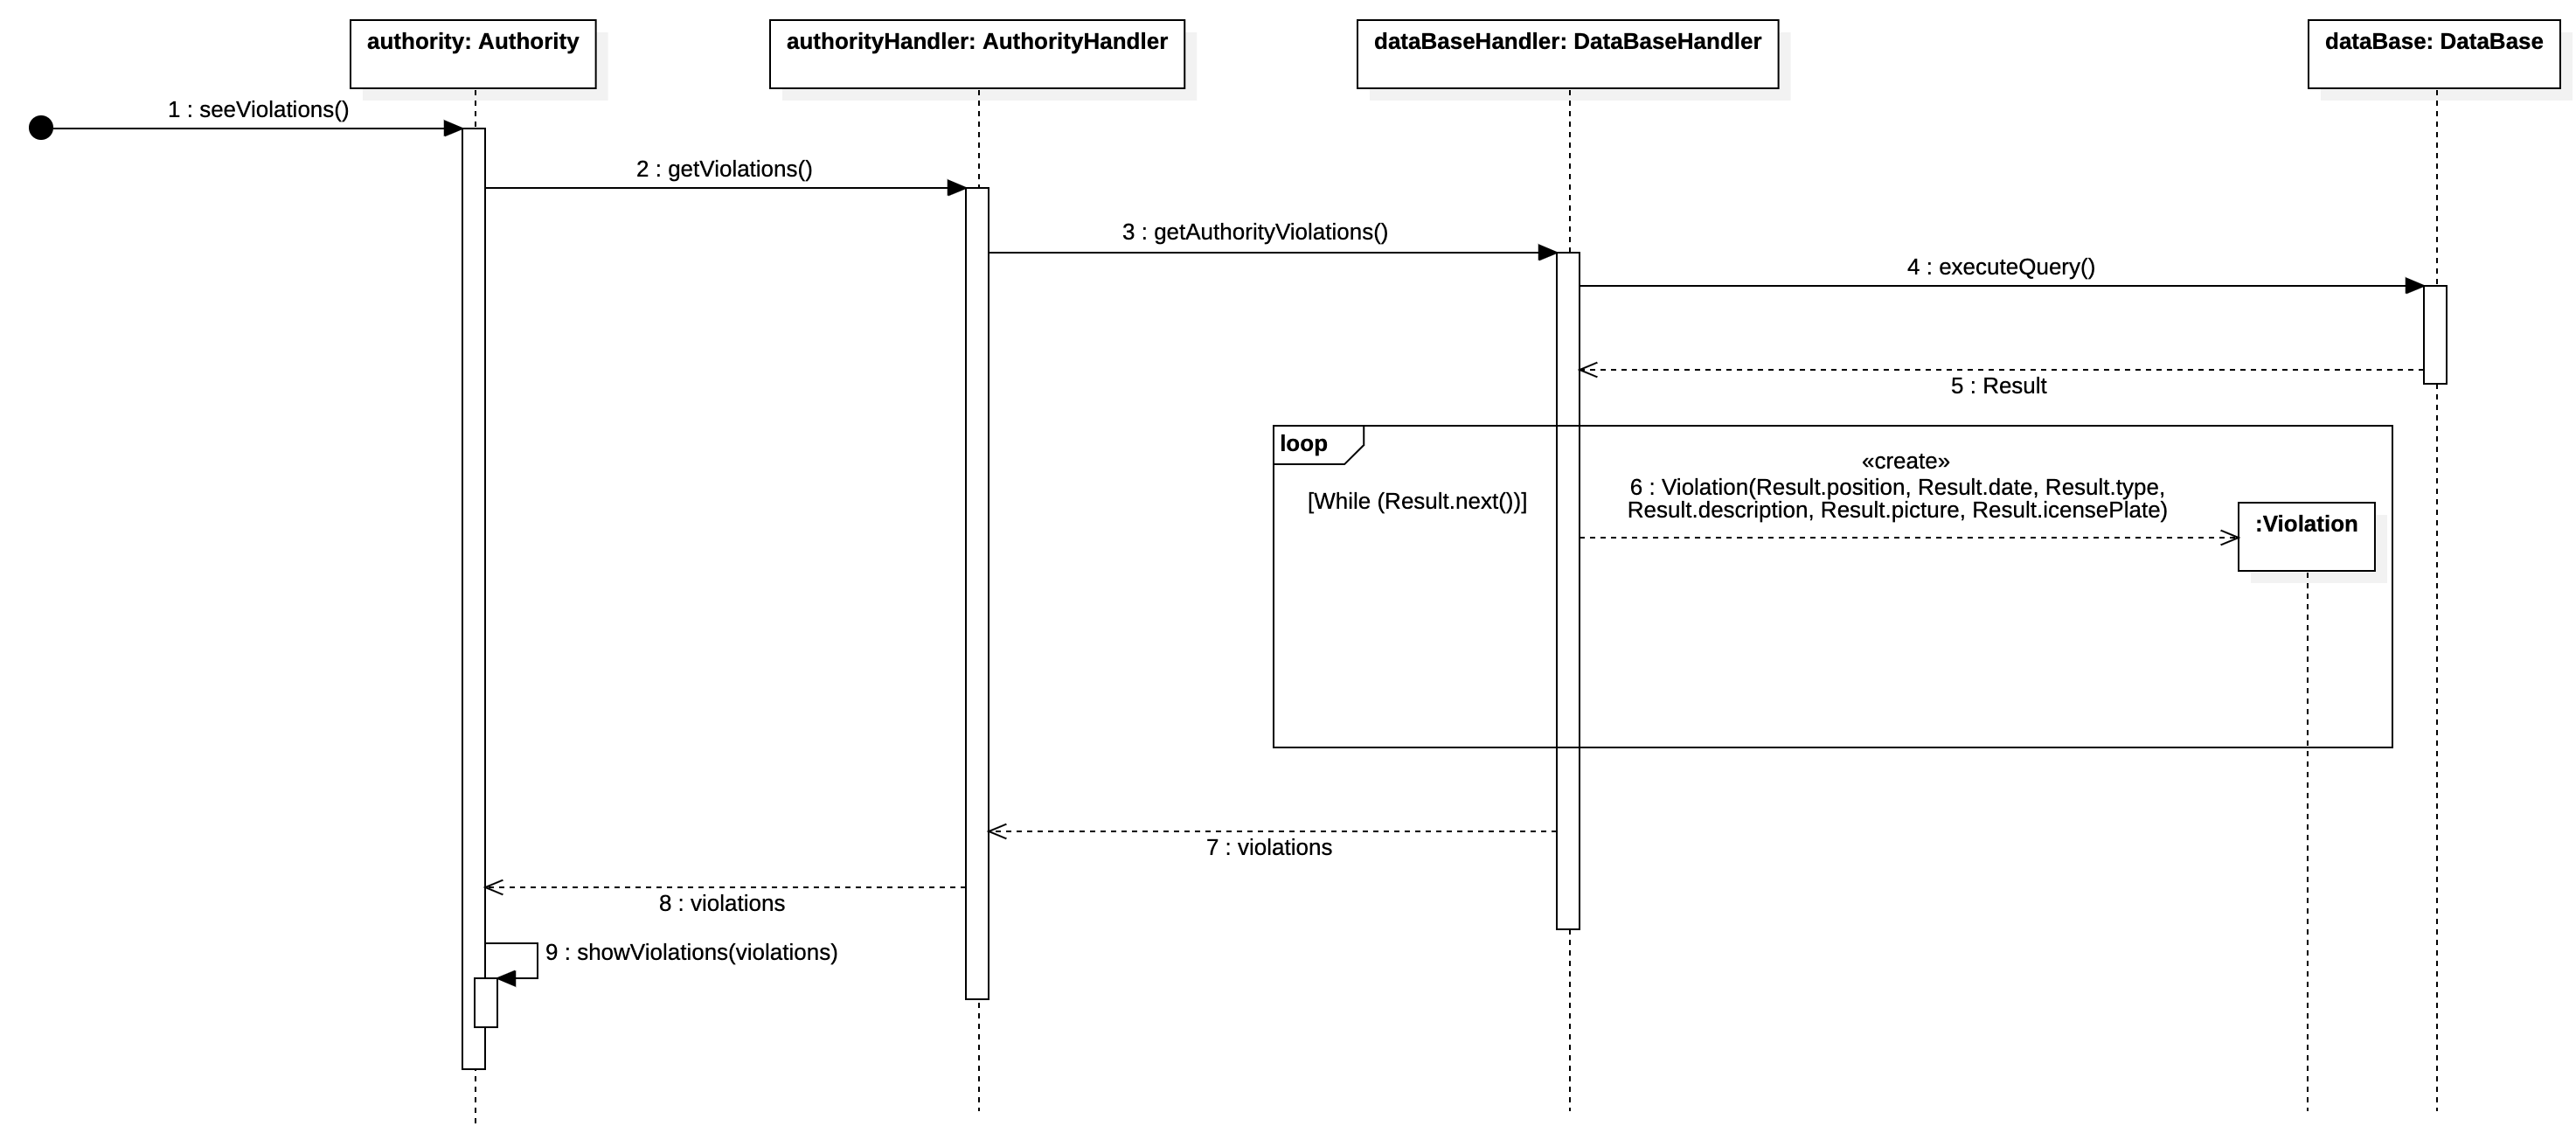 authority: Authority
authorityHandler: AuthorityHandler
dataBaseHandler: DataBaseHandler
dataBase: DataBase
1 : seeViolations()
2 : getViolations()
3 : getAuthorityViolations()
4 : executeQuery()
5 : Result
loop
[While (Result.next())]
«create»
6 : Violation(Result.position, Result.date, Result.type,
Result.description, Result.picture, Result.icensePlate)
:Violation
7 : violations
8 : violations
9 : showViolations(violations)